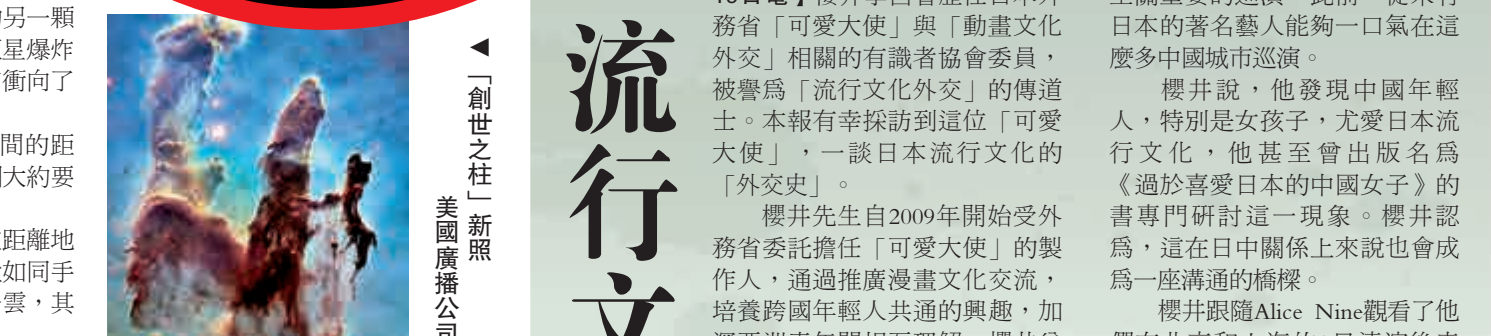 另一顆
星爆炸
衝向了
間的距
大約要
距離地
如同手
雲，其
◀「創世之柱」新照
美國廣播公司
流行文
務省「可愛大使」與「動畫文化
外交」相關的有識者協會委員，
被譽爲「流行文化外交」的傳道
士。本報有幸採訪到這位「可愛
大使」，一談日本流行文化的
「外交史」。
櫻井先生自2009年開始受外
務省委託擔任「可愛大使」的製
作人，通過推廣漫畫文化交流，
培養跨國年輕人共通的興趣，加
日本的著名藝人能夠一口氣在這
麼多中國城市巡演。
櫻井說，他發現中國年輕
人，特別是女孩子，尤愛日本流
行文化，他甚至曾出版名爲
《過於喜愛日本的中國女子》的
書專門研討這一現象。櫻井認
爲，這在日中關係上來說也會成
爲一座溝通的橋樑。
櫻井跟隨Alice Nine觀看了他